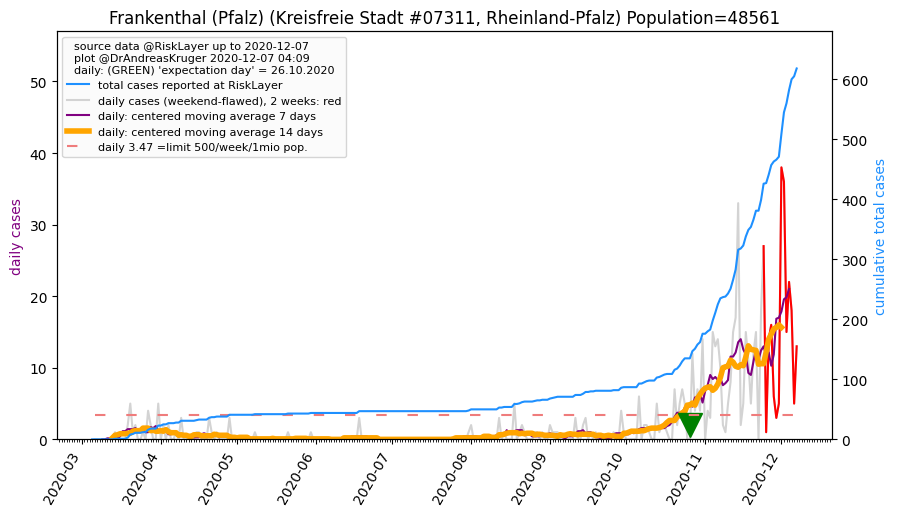 Frankenthal (Pfalz) (Kreisfreie Stadt #07311, Rheinland-Pfalz) Population=48561
source data @RiskLayer up to 2020-12-07
plot @DrAndreasKruger 2020-12-07 04:09
daily: (GREEN) 'expectation day' = 26.10.2020
total cases reported at RiskLayer
daily cases (weekend-flawed), 2 weeks: red
daily: centered moving average 7 days
daily: centered moving average 14 days
daily 3.47 =limit 500/week/1mio pop.
daily cases
50
40
30
20
10
0
600
500
400
300
200
100
0
cumulative total cases
2020-03
2020-04
2020-05
2020-06
2020-07
2020-08
2020-09
2020-10
2020-11
2020-12